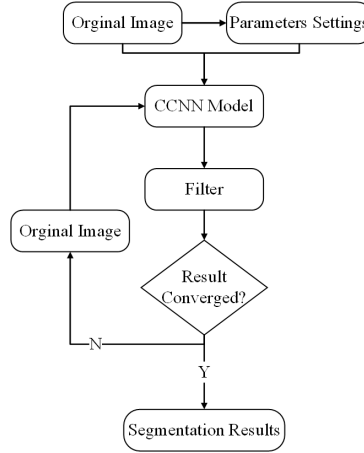 Orginal Image
Parameters Settings
CCNN Model
Filter
Orginal Image
Result
Converged?
N
Y
Segmentation Results